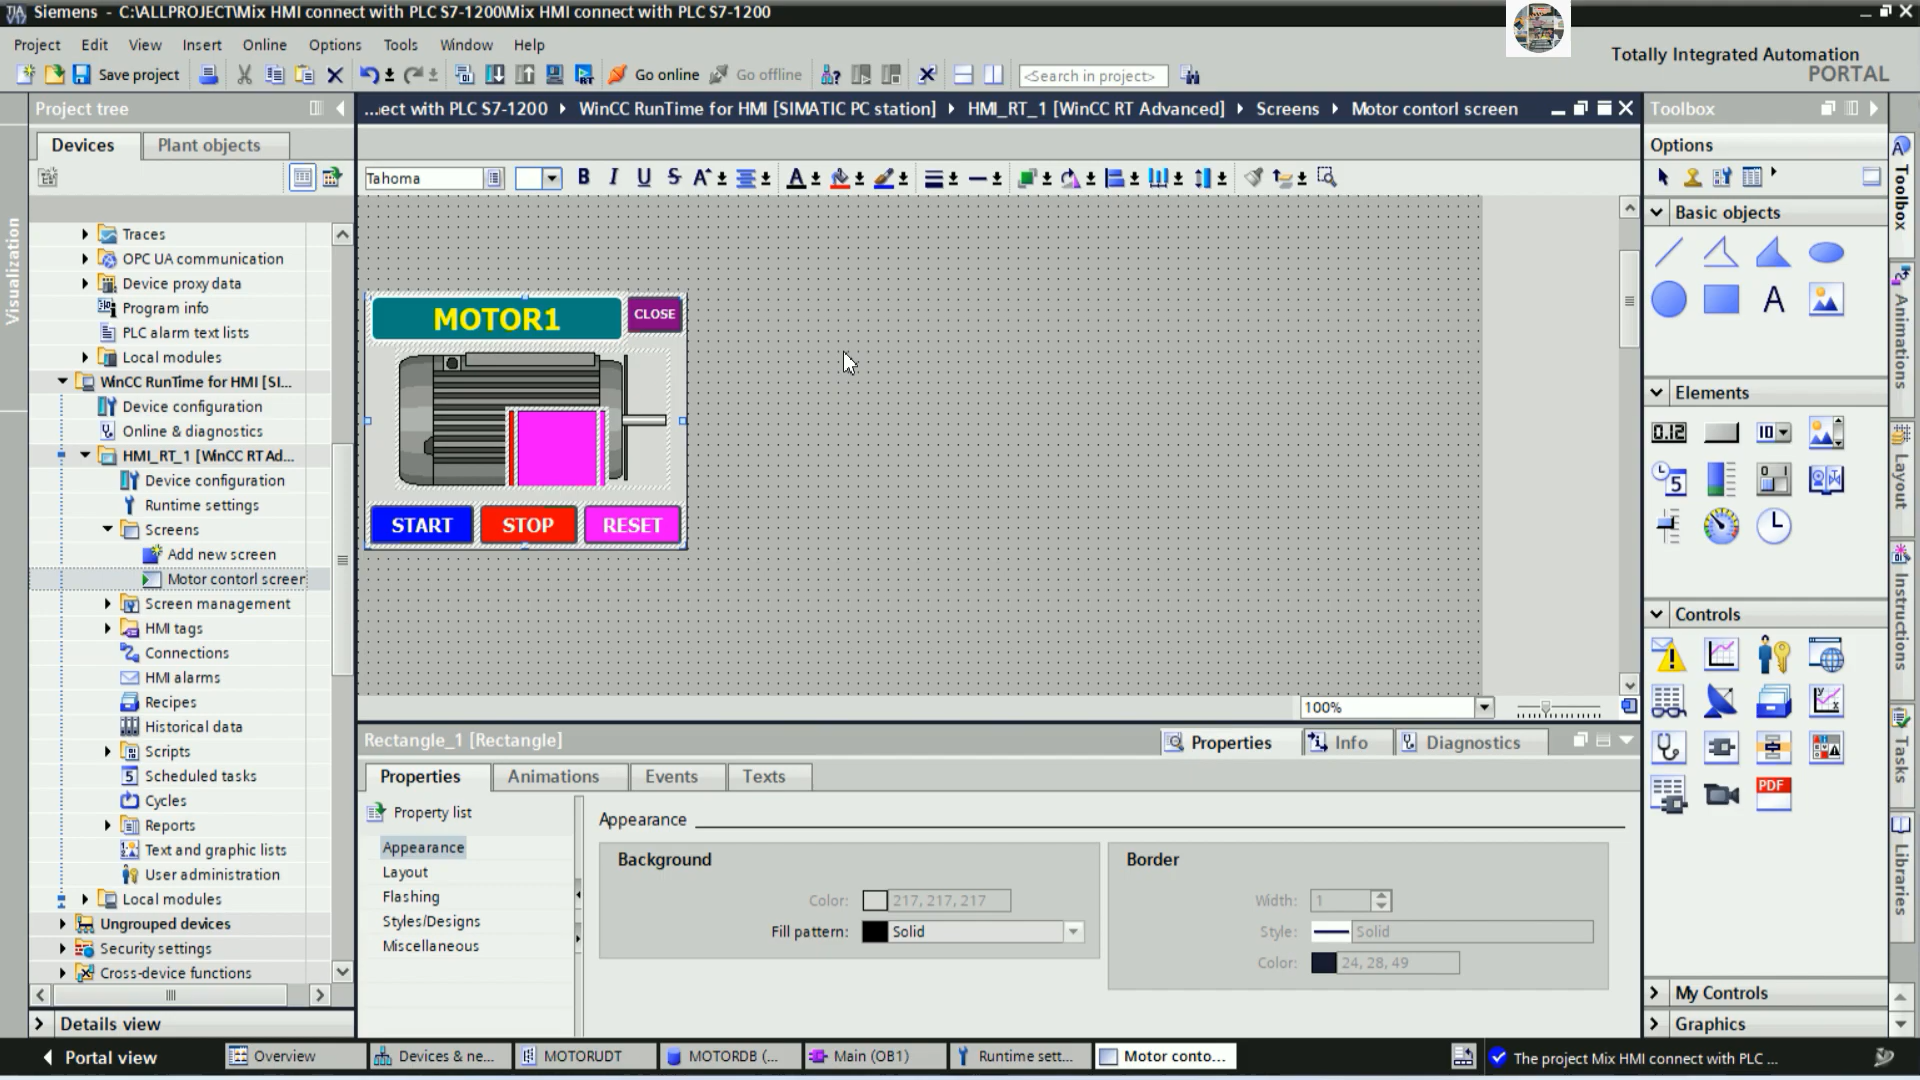 Siemens - C:\ALLPROJECT\Mix HMI connect with PLC S7-1200\Mix HMI connect with PLC S7-1200
Project Edit View Insert Online Options Tools Window Help
Totally Integrated Automation
PORTAL
Save project
Go online
Go offline
<Search in project>
Project tree
...ect with PLC S7-1200 WinCC RunTime for HMI [SIMATIC PC station] HMI_RT_1 [WinCC RT Advanced] Screens Motor contorl screen
Toolbox
Devices
Plant objects
Options
Tahoma
B I U S A
Visualization
Traces
OPC UA communication
Device proxy data
Program info
PLC alarm text lists
Local modules
WinCC RunTime for HMI [SI...
Device configuration
Online & diagnostics
HMI_RT_1 [WinCC RT Ad...
Device configuration
Runtime settings
Screens
Add new screen
Motor contorl screen
Screen management
HMI tags
Connections
HMI alarms
Recipes
Historical data
Scripts
Scheduled tasks
Cycles
Reports
Text and graphic lists
User administration
Local modules
Ungrouped devices
Security settings
Cross-device functions
Details view
MOTOR1
CLOSE
START
STOP
RESET
100%
Basic objects
A
Elements
0.12
10
5
Controls
PDF
My Controls
Graphics
Toolbox
Animations
Layout
Instructions
Tasks
Libraries
Rectangle_1 [Rectangle]
Properties
Info
Diagnostics
Properties
Animations
Events
Texts
Property list
Appearance
Layout
Flashing
Styles/Designs
Miscellaneous
Appearance
Background
Color: 217, 217, 217
Fill pattern: Solid
Border
Width: 1
Style: Solid
Color: 24, 28, 49
Portal view
Overview
Devices & ne...
MOTORUDT
MOTORDB (...
Main (OB1)
Runtime sett...
Motor conto...
The project Mix HMI connect with PLC ...